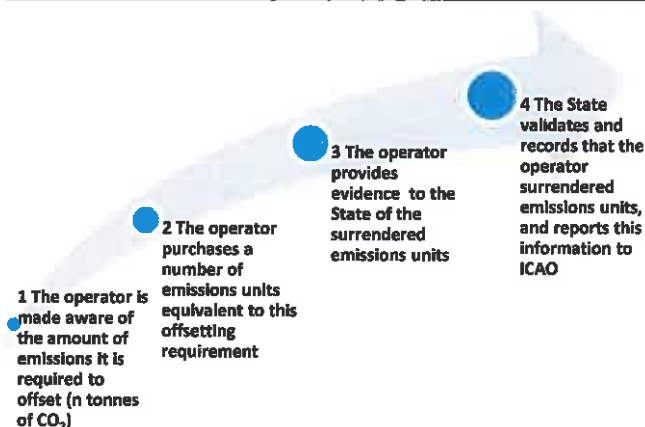 1 The operator is
made aware of
the amount of
emissions it is
required to
offset (n tonnes
of CO₂)
2 The operator
purchases a
number of
emissions units
equivalent to this
offsetting
requirement
3 The operator
provides
evidence to the
State of the
surrendered
emissions units
4 The State
validates and
records that the
operator
surrendered
emissions units,
and reports this
information to
ICAO